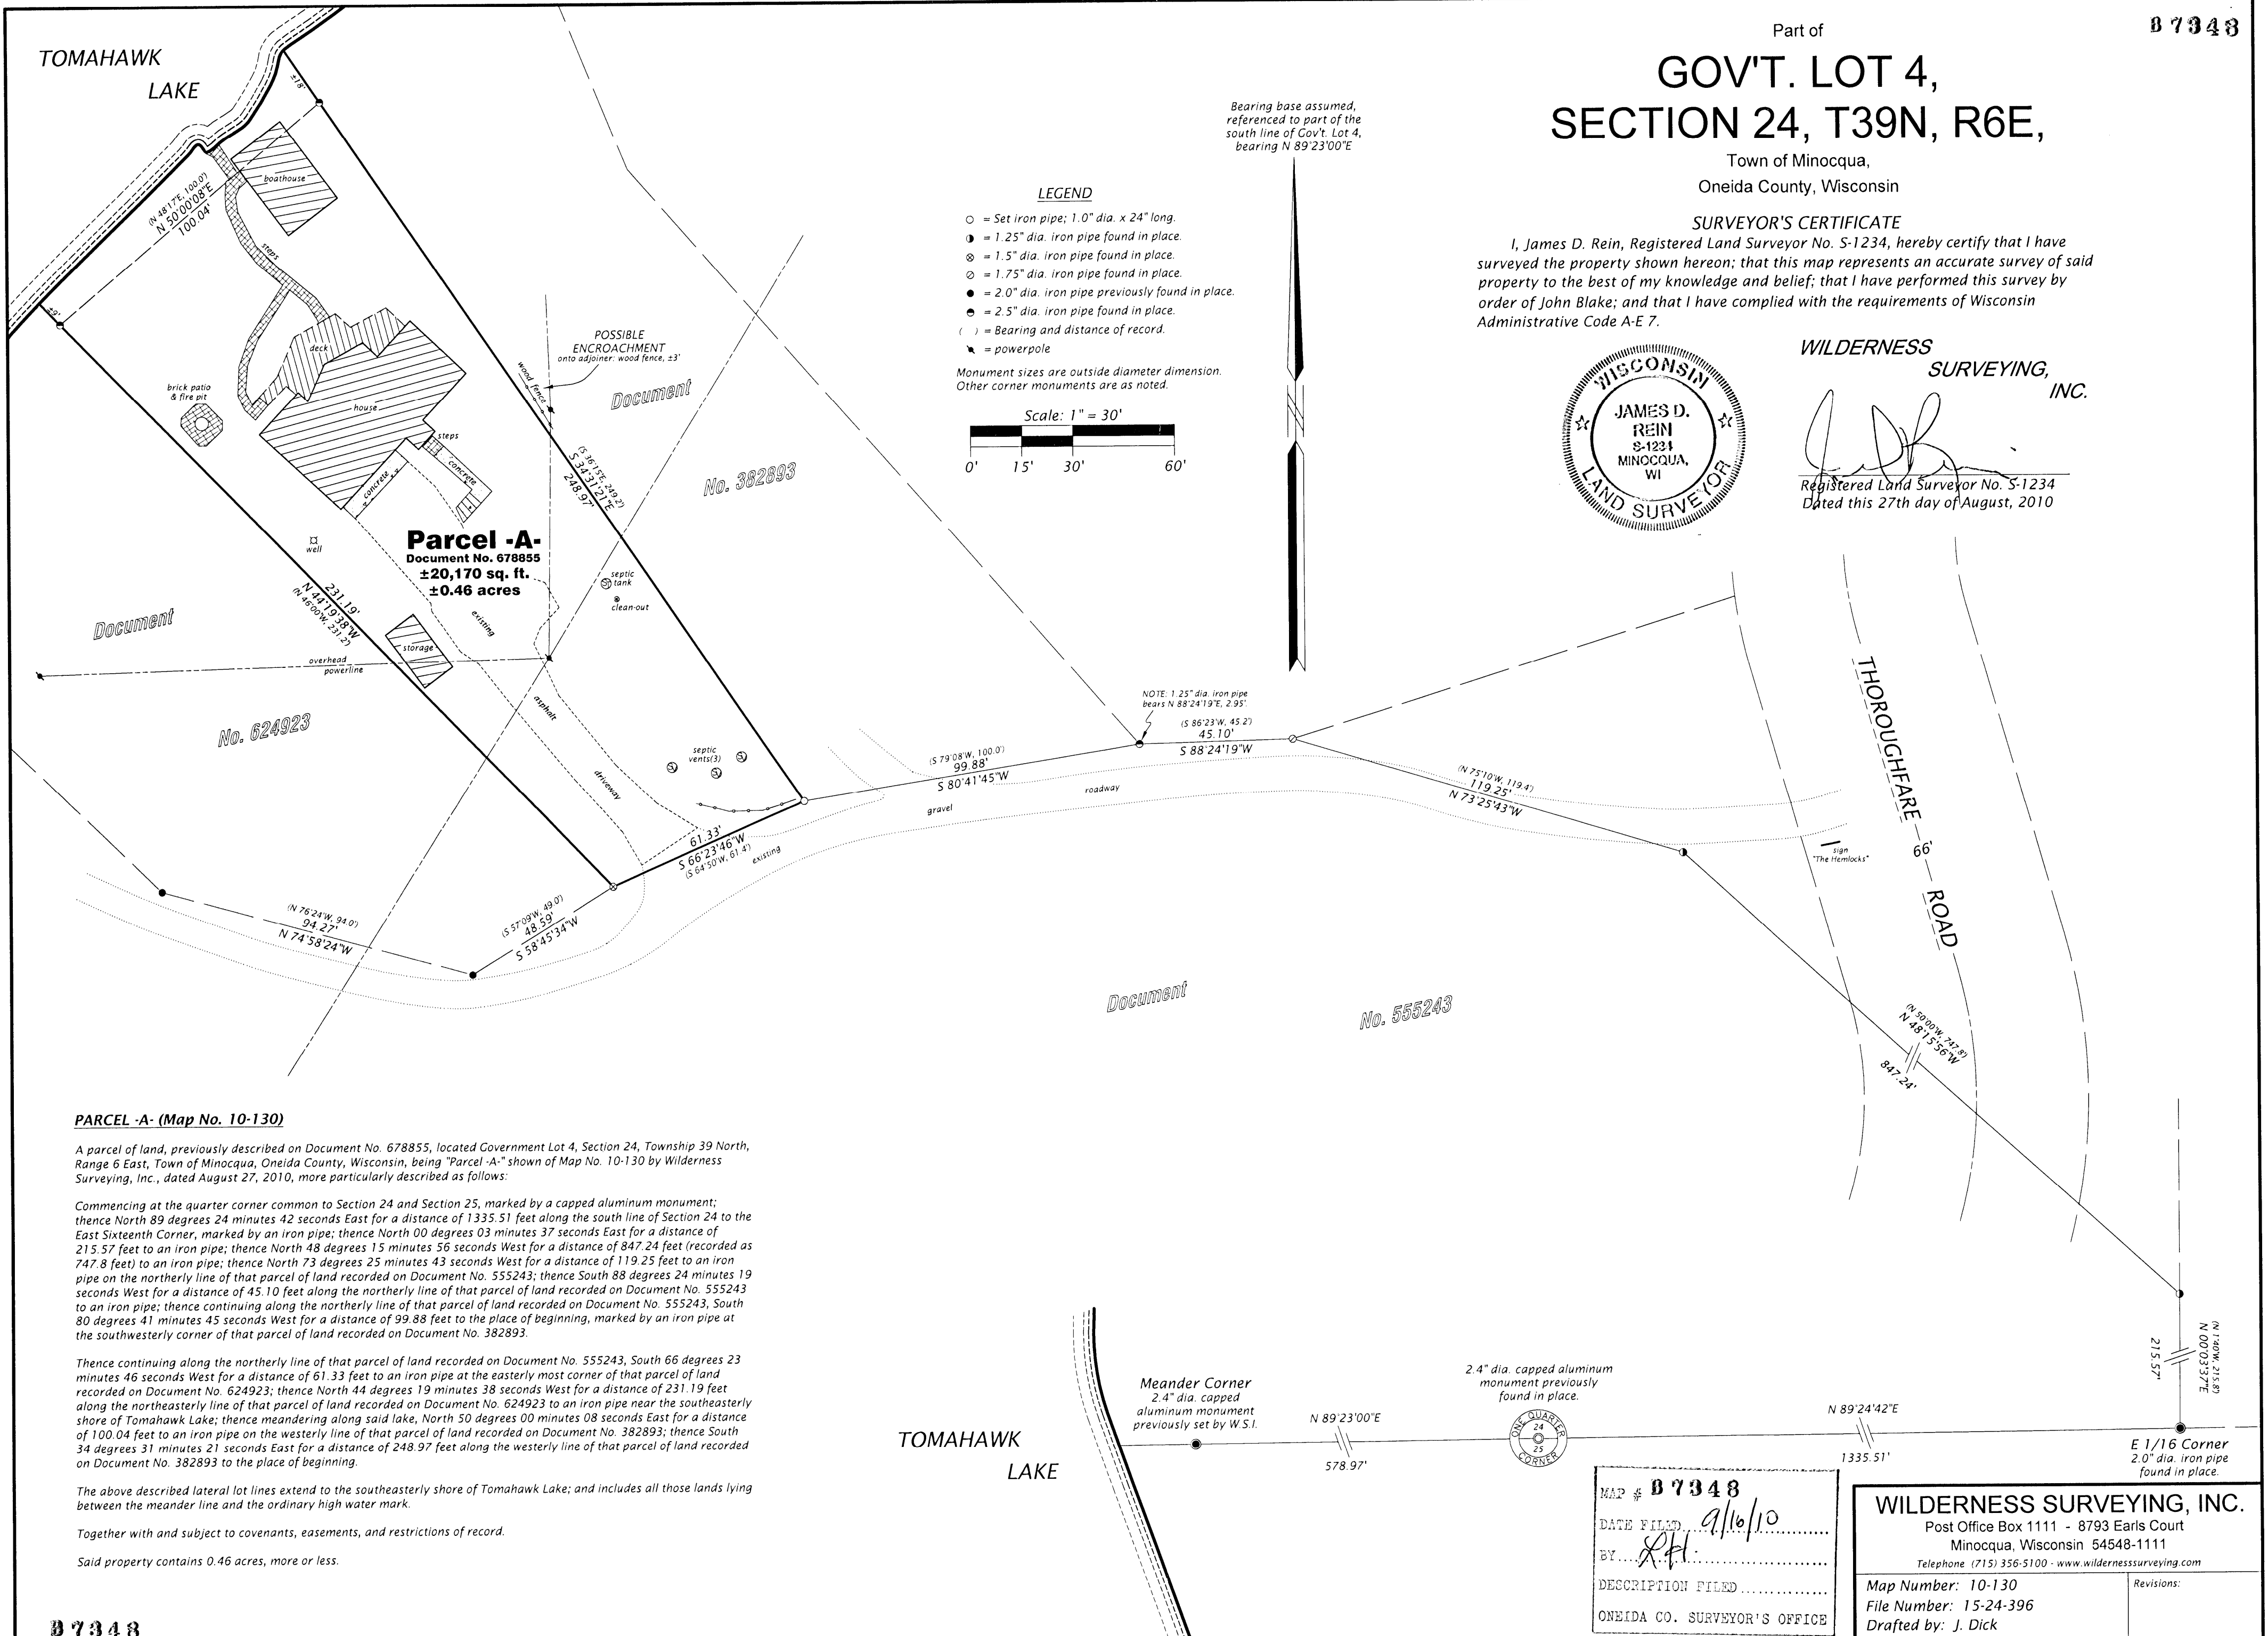 B7348
Part of
GOV'T. LOT 4,
SECTION 24, T39N, R6E,
Town of Minocqua,
Oneida County, Wisconsin
SURVEYOR'S CERTIFICATE
I, James D. Rein, Registered Land Surveyor No. S-1234, hereby certify that I have
surveyed the property shown hereon; that this map represents an accurate survey of said
property to the best of my knowledge and belief; that I have performed this survey by
order of John Blake; and that I have complied with the requirements of Wisconsin
Administrative Code A-E 7.
WILDERNESS
SURVEYING,
INC.
WISCONSIN
JAMES D.
REIN
S-1234
MINOCQUA,
WI
LAND SURVEYOR
Registered Land Surveyor No. S-1234
Dated this 27th day of August, 2010
Bearing base assumed,
referenced to part of the
south line of Gov't. Lot 4,
bearing N 89°23'00"E
LEGEND
= Set iron pipe; 1.0" dia. x 24" long.
= 1.25" dia. iron pipe found in place.
= 1.5" dia. iron pipe found in place.
= 1.75" dia. iron pipe found in place.
= 2.0" dia. iron pipe previously found in place.
= 2.5" dia. iron pipe found in place.
( ) = Bearing and distance of record.
= powerpole
Monument sizes are outside diameter dimension.
Other corner monuments are as noted.
Scale: 1" = 30'
0' 15' 30' 60'
TOMAHAWK
LAKE
±18'
boathouse
(N 48°17'E, 100.0')
N 50°00'08"E
100.04'
steps
±9'
deck
house
brick patio
& fire pit
steps
concrete
concrete
wood fence
POSSIBLE
ENCROACHMENT
onto adjoiner: wood fence, ±3'
Document
No. 382893
(S 36°15'E, 249.2')
S 34°31'21"E
248.97'
Parcel -A-
Document No. 678855
±20,170 sq. ft.
±0.46 acres
well
septic
tank
clean-out
231.19'
N 44°19'38"W
(N 46°00'W, 231.2')
Document
No. 624923
storage
overhead
powerline
existing
asphalt
driveway
septic
vents(3)
61.33'
S 66°23'46"W
(S 64°50'W, 61.4')
existing
gravel
roadway
(S 79°08'W, 100.0')
99.88'
S 80°41'45"W
NOTE: 1.25" dia. iron pipe
bears N 88°24'19"E, 2.95'.
(S 86°23'W, 45.2')
45.10'
S 88°24'19"W
(N 75°10'W, 119.4')
119.25'
N 73°25'43"W
sign
"The Hemlocks"
THOROUGHFARE
66'
ROAD
(N 76°24'W, 94.0')
94.27'
N 74°58'24"W
(S 57°09'W, 49.0')
48.59'
S 58°45'34"W
Document
No. 555243
(N 50°00'W, 747.8')
N 48°15'56"W
847.24'
PARCEL -A- (Map No. 10-130)
A parcel of land, previously described on Document No. 678855, located Government Lot 4, Section 24, Township 39 North,
Range 6 East, Town of Minocqua, Oneida County, Wisconsin, being "Parcel -A-" shown of Map No. 10-130 by Wilderness
Surveying, Inc., dated August 27, 2010, more particularly described as follows:
Commencing at the quarter corner common to Section 24 and Section 25, marked by a capped aluminum monument;
thence North 89 degrees 24 minutes 42 seconds East for a distance of 1335.51 feet along the south line of Section 24 to the
East Sixteenth Corner, marked by an iron pipe; thence North 00 degrees 03 minutes 37 seconds East for a distance of
215.57 feet to an iron pipe; thence North 48 degrees 15 minutes 56 seconds West for a distance of 847.24 feet (recorded as
747.8 feet) to an iron pipe; thence North 73 degrees 25 minutes 43 seconds West for a distance of 119.25 feet to an iron
pipe on the northerly line of that parcel of land recorded on Document No. 555243; thence South 88 degrees 24 minutes 19
seconds West for a distance of 45.10 feet along the northerly line of that parcel of land recorded on Document No. 555243
to an iron pipe; thence continuing along the northerly line of that parcel of land recorded on Document No. 555243, South
80 degrees 41 minutes 45 seconds West for a distance of 99.88 feet to the place of beginning, marked by an iron pipe at
the southwesterly corner of that parcel of land recorded on Document No. 382893.
Thence continuing along the northerly line of that parcel of land recorded on Document No. 555243, South 66 degrees 23
minutes 46 seconds West for a distance of 61.33 feet to an iron pipe at the easterly most corner of that parcel of land
recorded on Document No. 624923; thence North 44 degrees 19 minutes 38 seconds West for a distance of 231.19 feet
along the northeasterly line of that parcel of land recorded on Document No. 624923 to an iron pipe near the southeasterly
shore of Tomahawk Lake; thence meandering along said lake, North 50 degrees 00 minutes 08 seconds East for a distance
of 100.04 feet to an iron pipe on the westerly line of that parcel of land recorded on Document No. 382893; thence South
34 degrees 31 minutes 21 seconds East for a distance of 248.97 feet along the westerly line of that parcel of land recorded
on Document No. 382893 to the place of beginning.
The above described lateral lot lines extend to the southeasterly shore of Tomahawk Lake; and includes all those lands lying
between the meander line and the ordinary high water mark.
Together with and subject to covenants, easements, and restrictions of record.
Said property contains 0.46 acres, more or less.
B7348
TOMAHAWK
LAKE
Meander Corner
2.4" dia. capped
aluminum monument
previously set by W.S.I.
N 89°23'00"E
578.97'
2.4" dia. capped aluminum
monument previously
found in place.
ONE QUARTER
24
25
CORNER
N 89°24'42"E
1335.51'
215.57'
N 00°03'37"E
(N 1°40'W, 215.8')
E 1/16 Corner
2.0" dia. iron pipe
found in place.
MAP # B7348
DATE FILED 9/16/10
BY
DESCRIPTION FILED
ONEIDA CO. SURVEYOR'S OFFICE
WILDERNESS SURVEYING, INC.
Post Office Box 1111 - 8793 Earls Court
Minocqua, Wisconsin 54548-1111
Telephone (715) 356-5100 - www.wildernesssurveying.com
Map Number: 10-130
File Number: 15-24-396
Drafted by: J. Dick
Revisions: